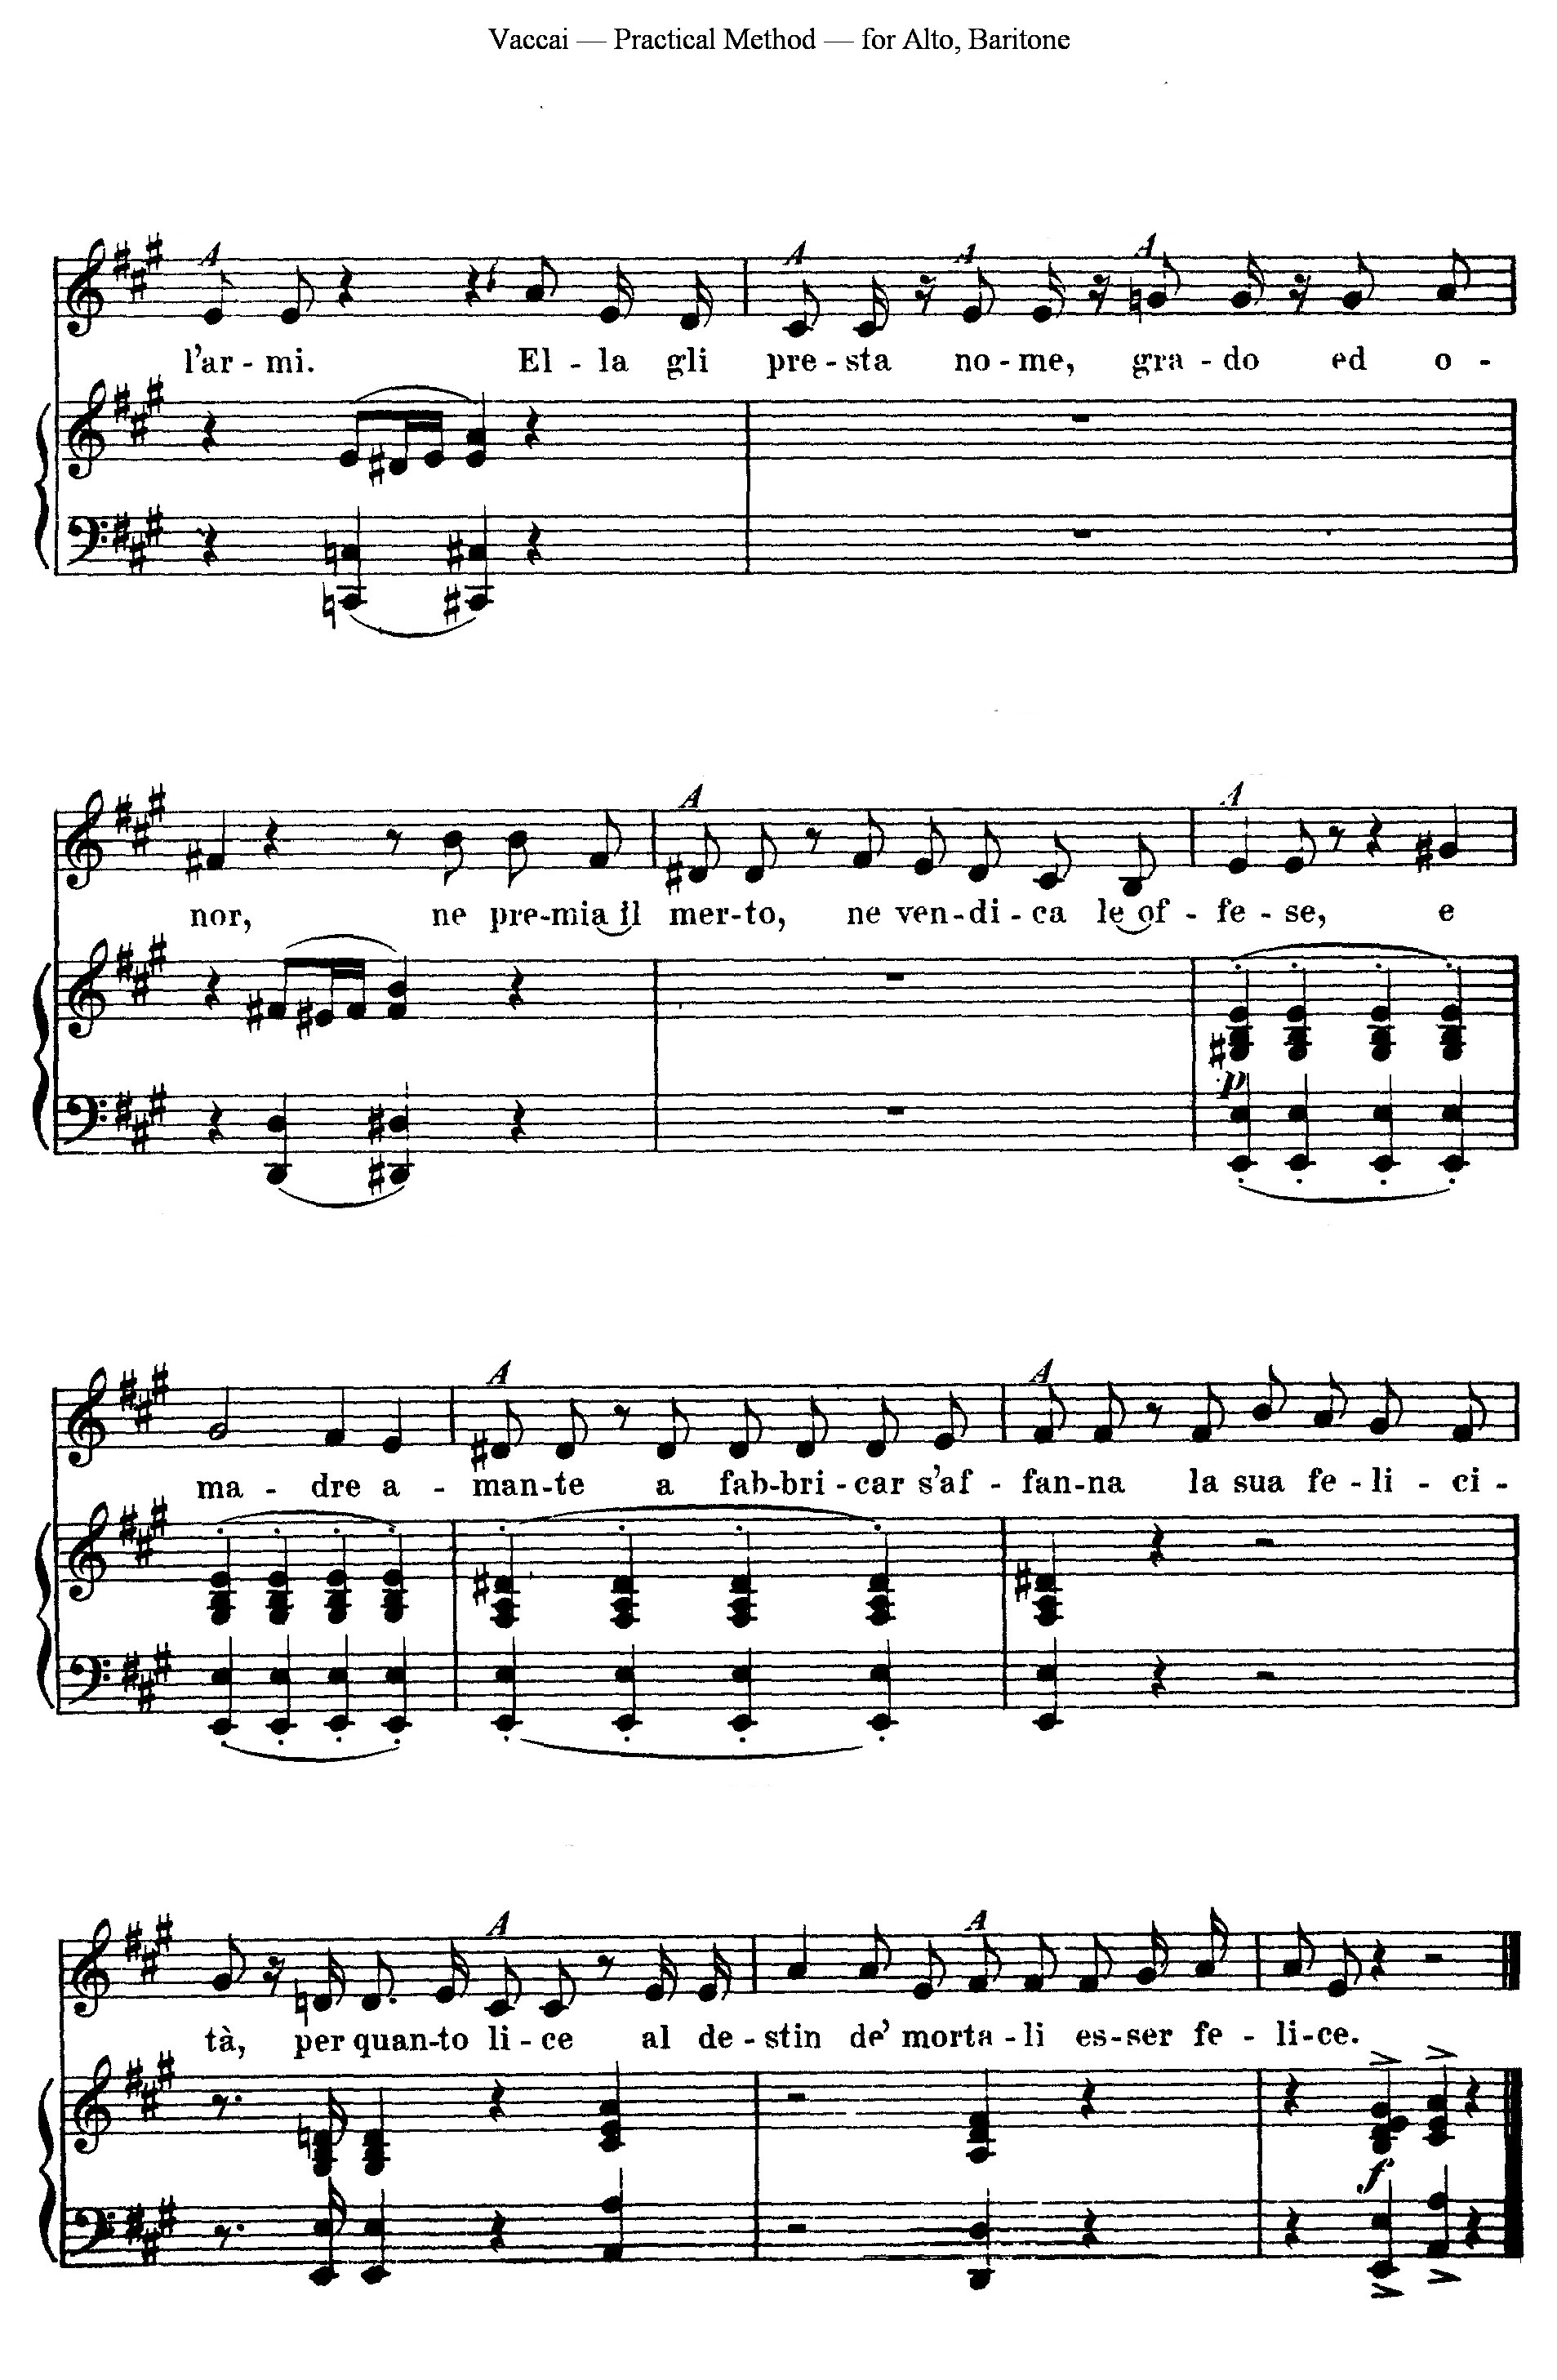 Vaccai — Practical Method — for Alto, Baritone
A A A A
l'ar - mi. El - la gli pre - sta no - me, gra - do ed o -
A A
nor, ne pre-mia il mer-to, ne ven-di - ca le of - fe - se, e
p
A A
ma - dre a - man-te a fab-bri-car s'af - fan-na la sua fe - li - ci -
A A
tà, per quan-to li - ce al de - stin de' morta - li es-ser fe - li-ce.
f